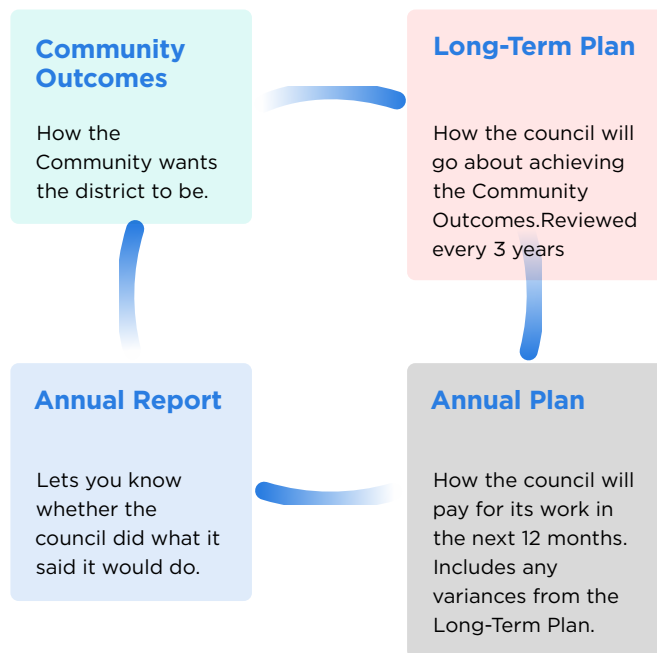 Community
Outcomes
How the
Community wants
the district to be.
Long-Term Plan
How the council will
go about achieving
the Community
Outcomes.Reviewed
every 3 years
Annual Report
Lets you know
whether the
council did what it
said it would do.
Annual Plan
How the council will
pay for its work in
the next 12 months.
Includes any
variances from the
Long-Term Plan.